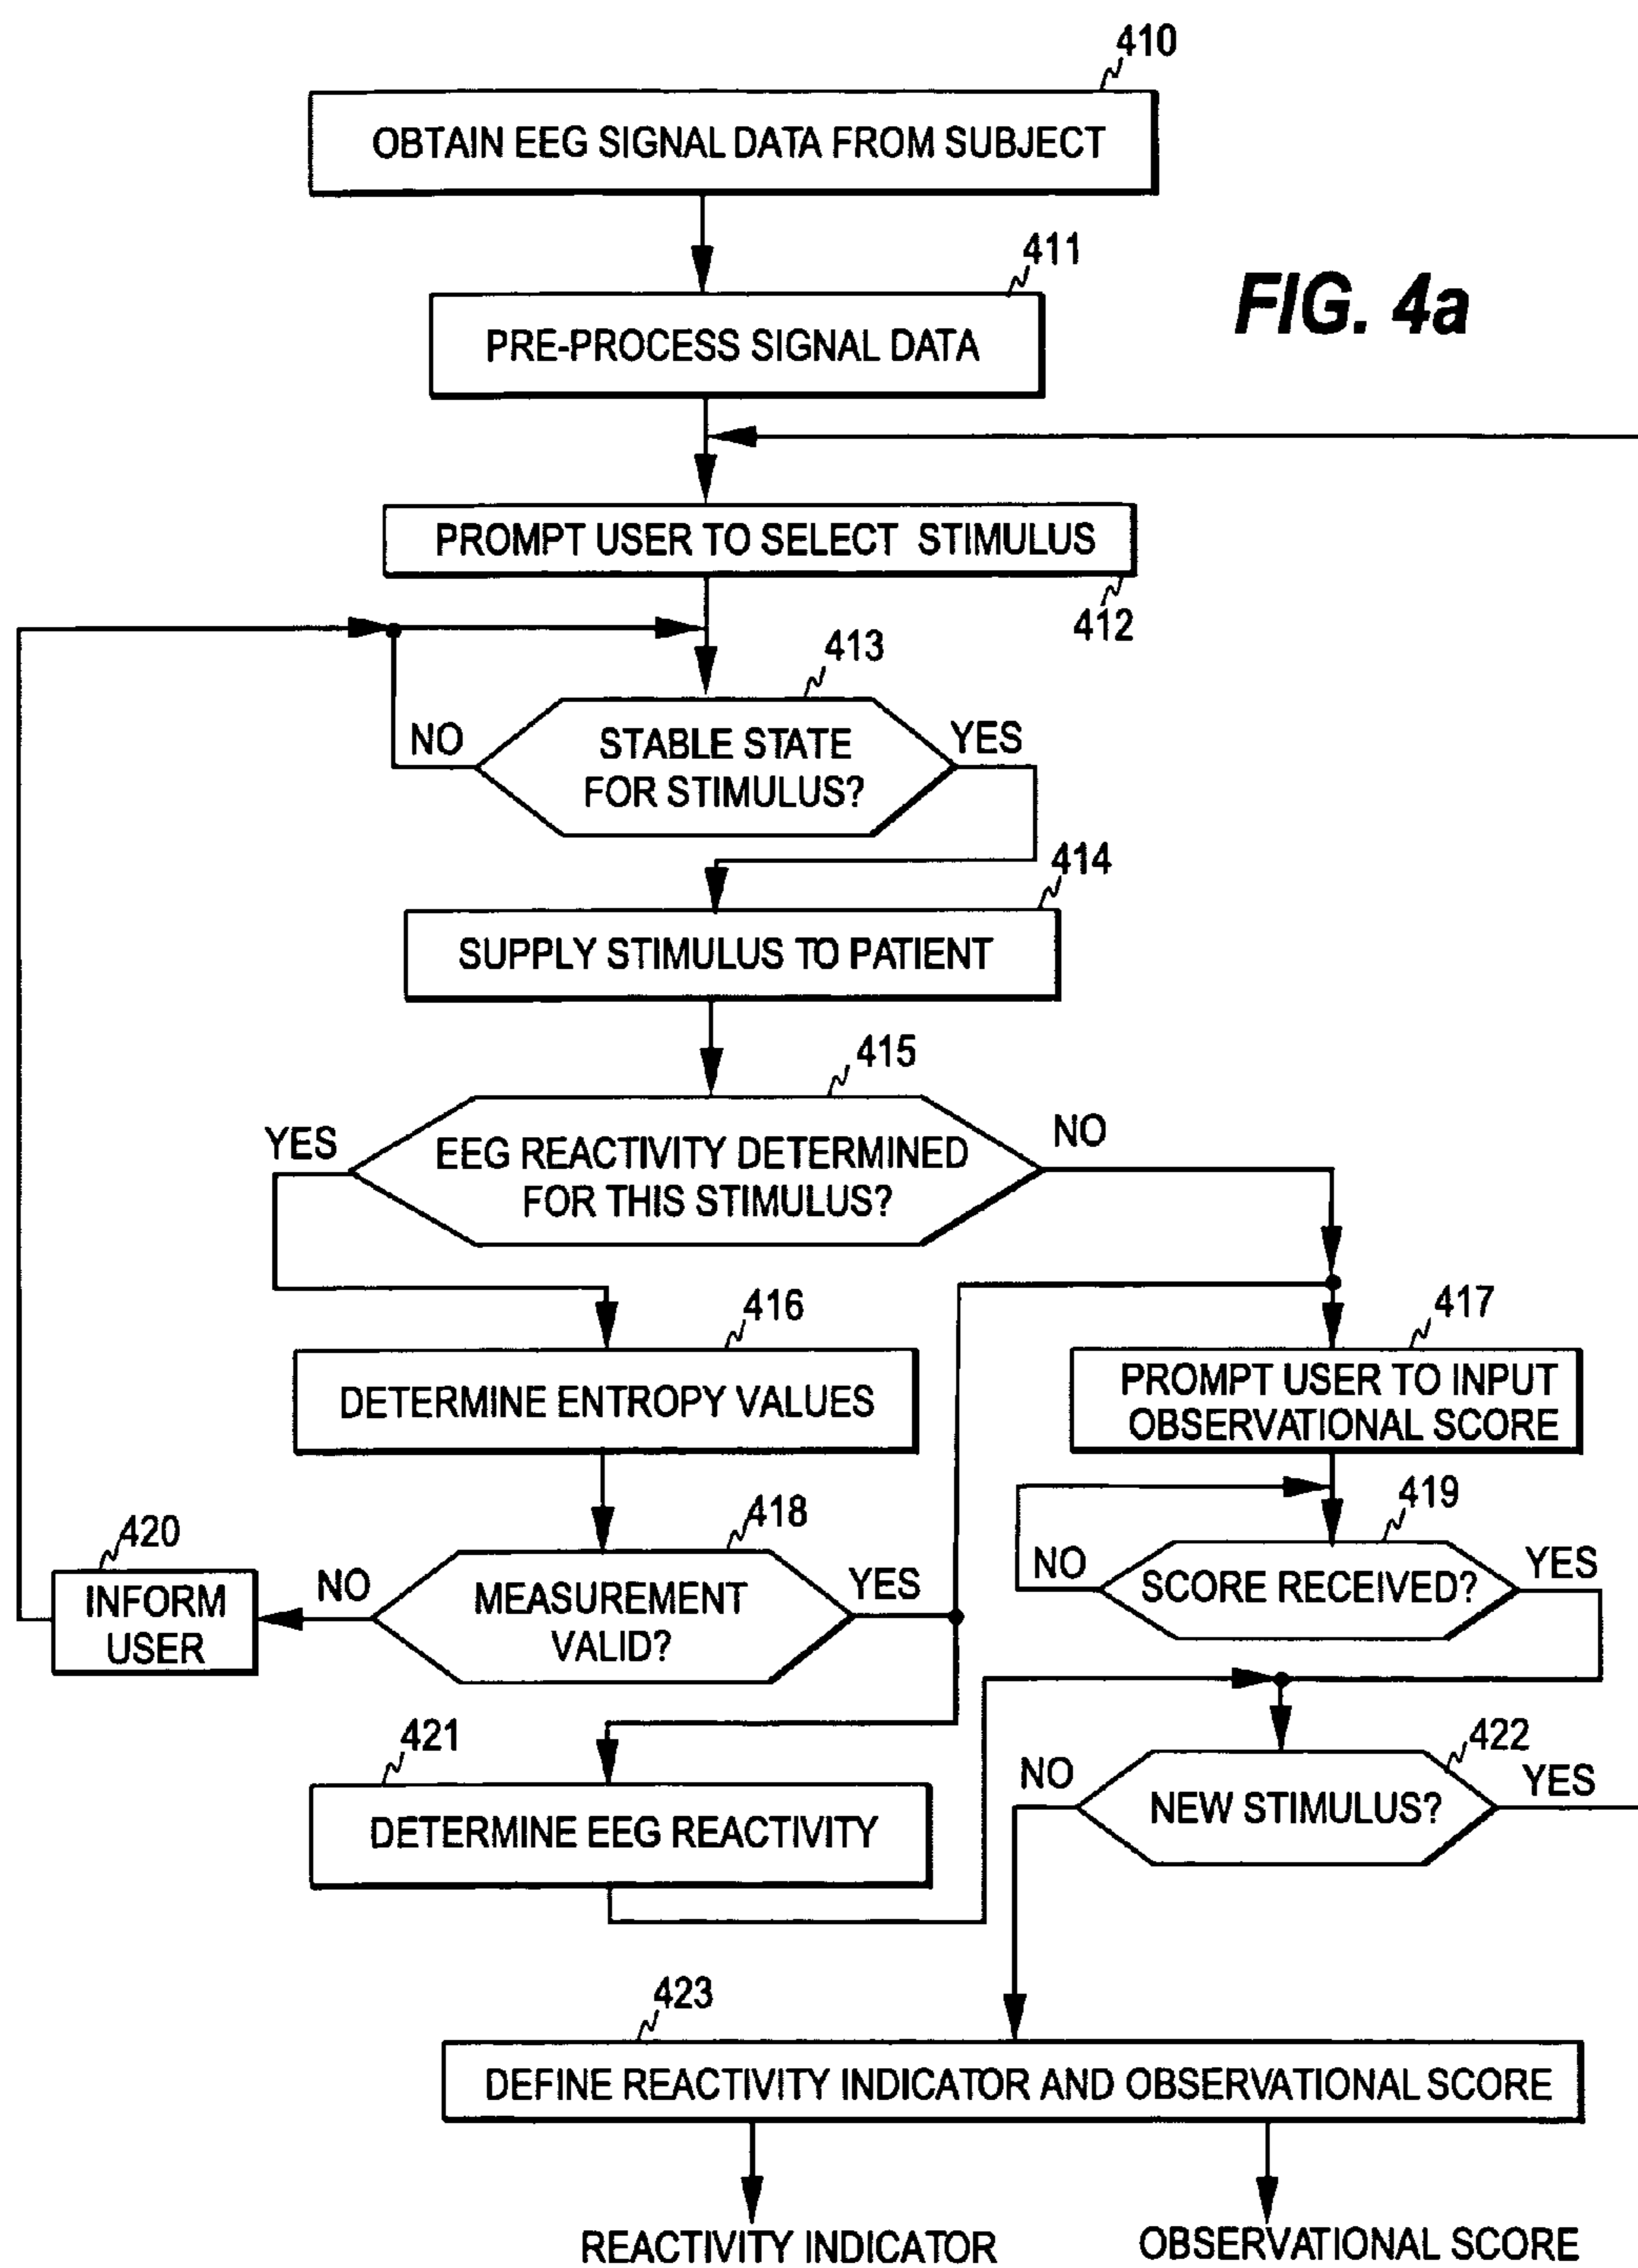 410
OBTAIN EEG SIGNAL DATA FROM SUBJECT
411
FIG. 4a
PRE-PROCESS SIGNAL DATA
PROMPT USER TO SELECT STIMULUS
412
413
NO
STABLE STATE
FOR STIMULUS?
YES
414
SUPPLY STIMULUS TO PATIENT
415
YES
EEG REACTIVITY DETERMINED
FOR THIS STIMULUS?
NO
416
DETERMINE ENTROPY VALUES
417
PROMPT USER TO INPUT
OBSERVATIONAL SCORE
418
419
420
INFORM
USER
NO
MEASUREMENT
VALID?
YES
NO
SCORE RECEIVED?
YES
421
DETERMINE EEG REACTIVITY
422
NO
NEW STIMULUS?
YES
423
DEFINE REACTIVITY INDICATOR AND OBSERVATIONAL SCORE
REACTIVITY INDICATOR
OBSERVATIONAL SCORE